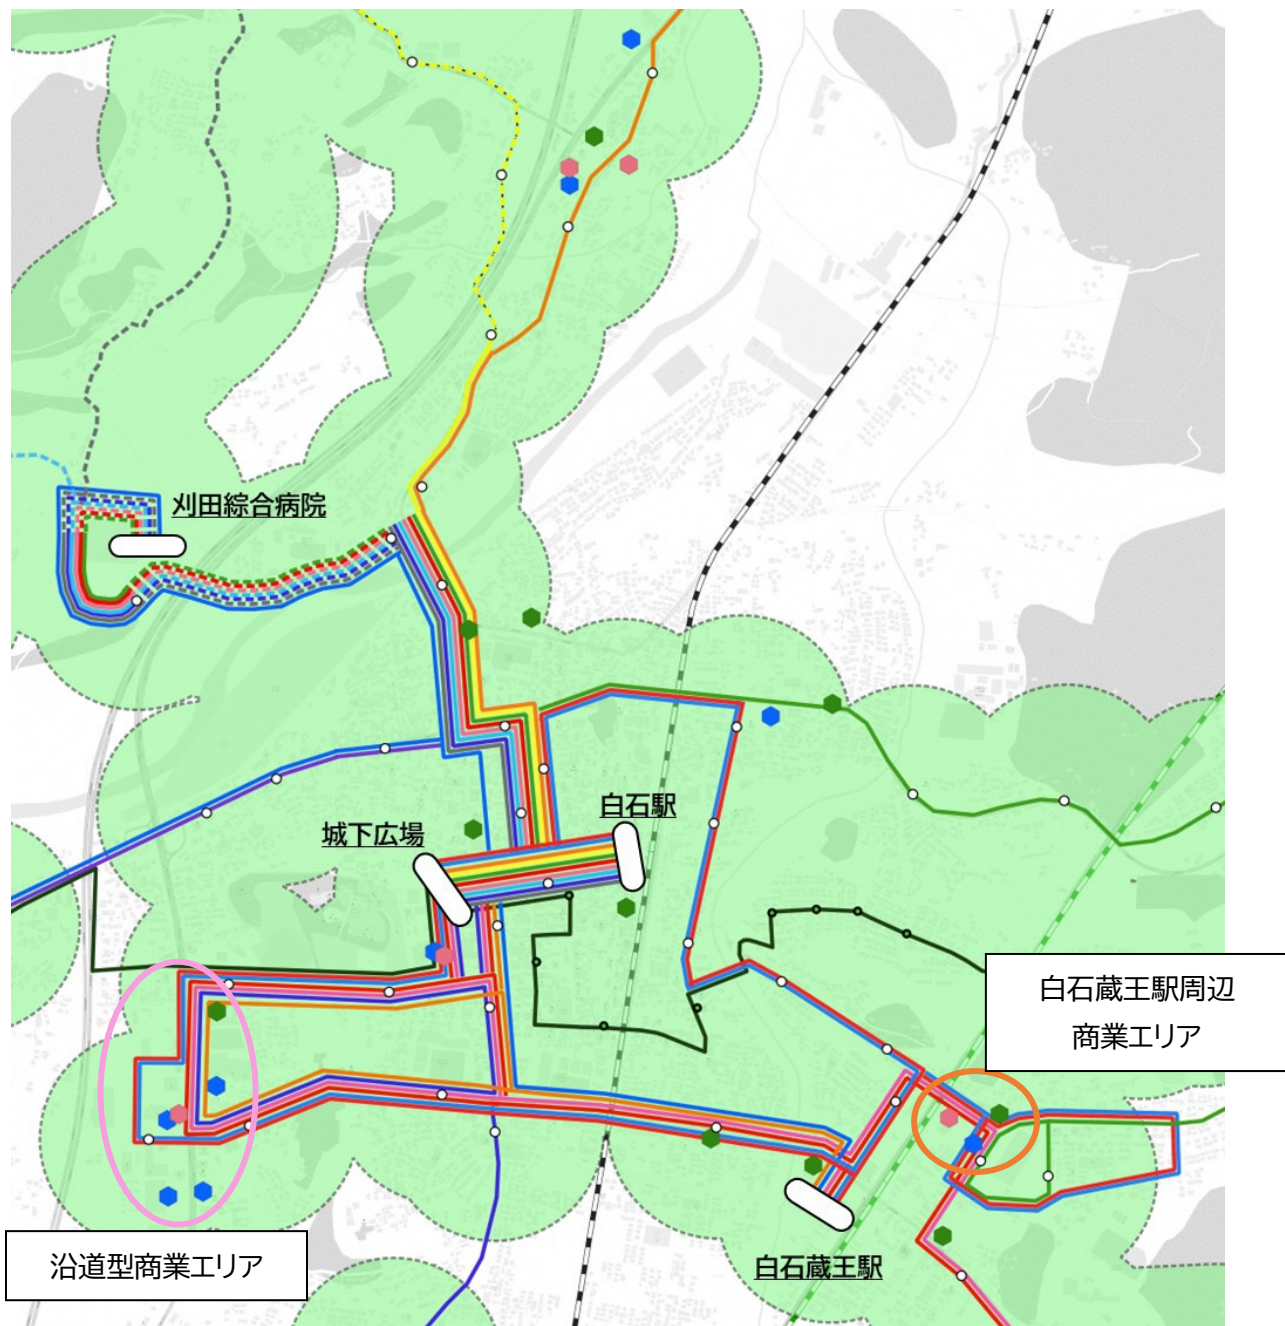 刈田綜合病院
白石駅
城下広場
白石蔵王駅周辺
商業エリア
沿道型商業エリア
白石蔵王駅